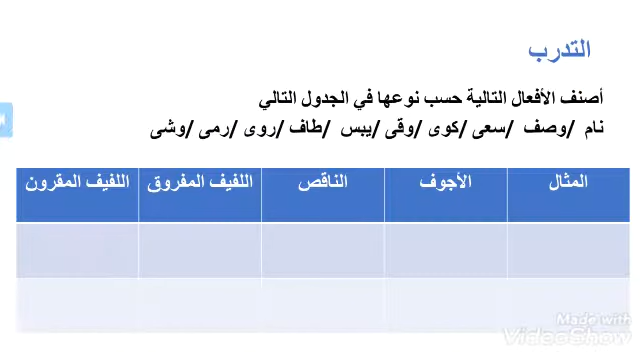 التدرب
أصنف الأفعال التالية حسب نوعها في الجدول التالي
نام /وصف /سعى /كوى /وقى /يبس /طاف /روى /رمى /وشى
المثال الأجوف الناقص اللفيف المفروق اللفيف المقرون
Made with
VideoShow